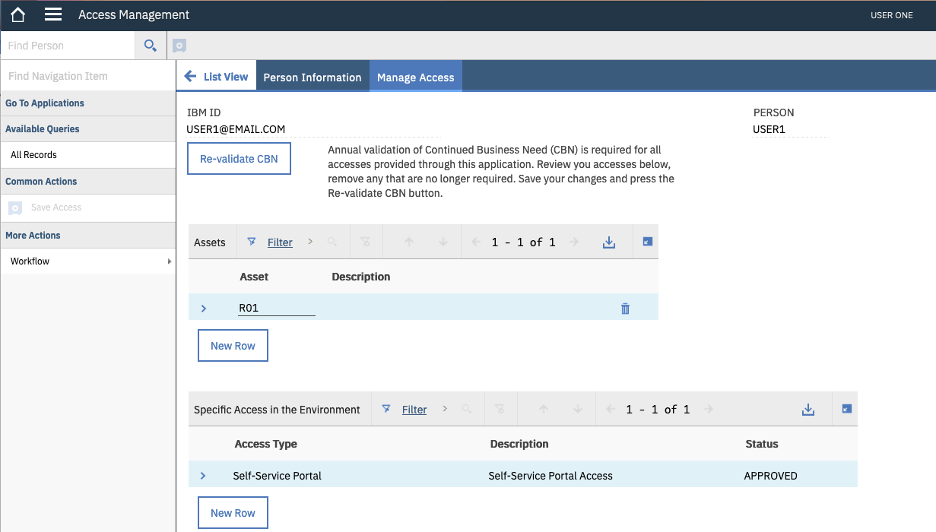 Access Management
USER ONE
Find Person
Find Navigation Item
Go To Applications
Available Queries
All Records
Common Actions
Save Access
More Actions
Workflow
List View
Person Information
Manage Access
IBM ID
USER1@EMAIL.COM
PERSON
USER1
Re-validate CBN
Annual validation of Continued Business Need (CBN) is required for all
accesses provided through this application. Review you accesses below,
remove any that are no longer required. Save your changes and press the
Re-validate CBN button.
Assets Filter 1 - 1 of 1
Asset Description
R01
New Row
Specific Access in the Environment Filter 1 - 1 of 1
Access Type Description Status
Self-Service Portal Self-Service Portal Access APPROVED
New Row